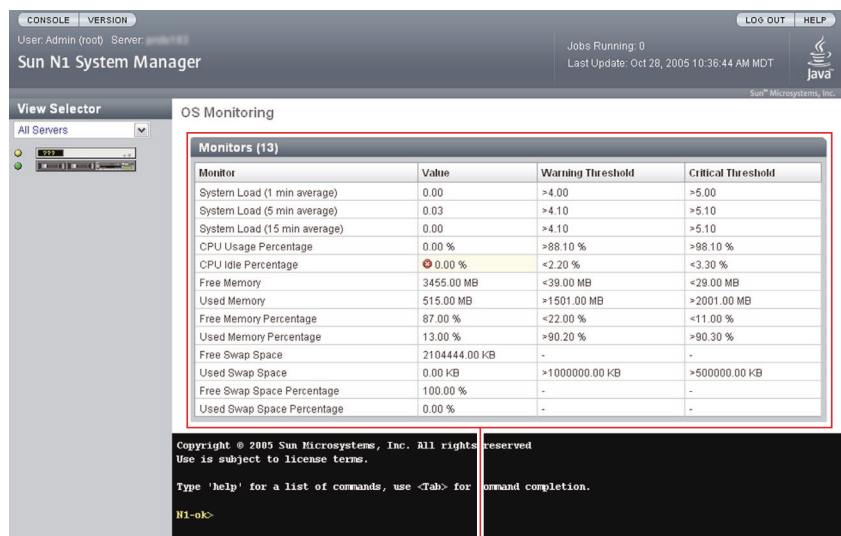 CONSOLE VERSION LOG OUT HELP
User: Admin (root) Server:
Sun N1 System Manager
Jobs Running: 0
Last Update: Oct 28, 2005 10:36:44 AM MDT
Java
Sun™ Microsystems, Inc.
View Selector
All Servers
???
OS Monitoring
Monitors (13)
Monitor Value Warning Threshold Critical Threshold
System Load (1 min average) 0.00 >4.00 >5.00
System Load (5 min average) 0.03 >4.10 >5.10
System Load (15 min average) 0.00 >4.10 >5.10
CPU Usage Percentage 0.00 % >88.10 % >98.10 %
CPU Idle Percentage 0.00 % <2.20 % <3.30 %
Free Memory 3455.00 MB <39.00 MB <29.00 MB
Used Memory 515.00 MB >1501.00 MB >2001.00 MB
Free Memory Percentage 87.00 % <22.00 % <11.00 %
Used Memory Percentage 13.00 % >90.20 % >90.30 %
Free Swap Space 2104444.00 KB - -
Used Swap Space 0.00 KB >1000000.00 KB >500000.00 KB
Free Swap Space Percentage 100.00 % - -
Used Swap Space Percentage 0.00 % - -
Copyright © 2005 Sun Microsystems, Inc. All rights reserved
Use is subject to license terms.
Type 'help' for a list of commands, use <Tab> for command completion.
N1-ok>